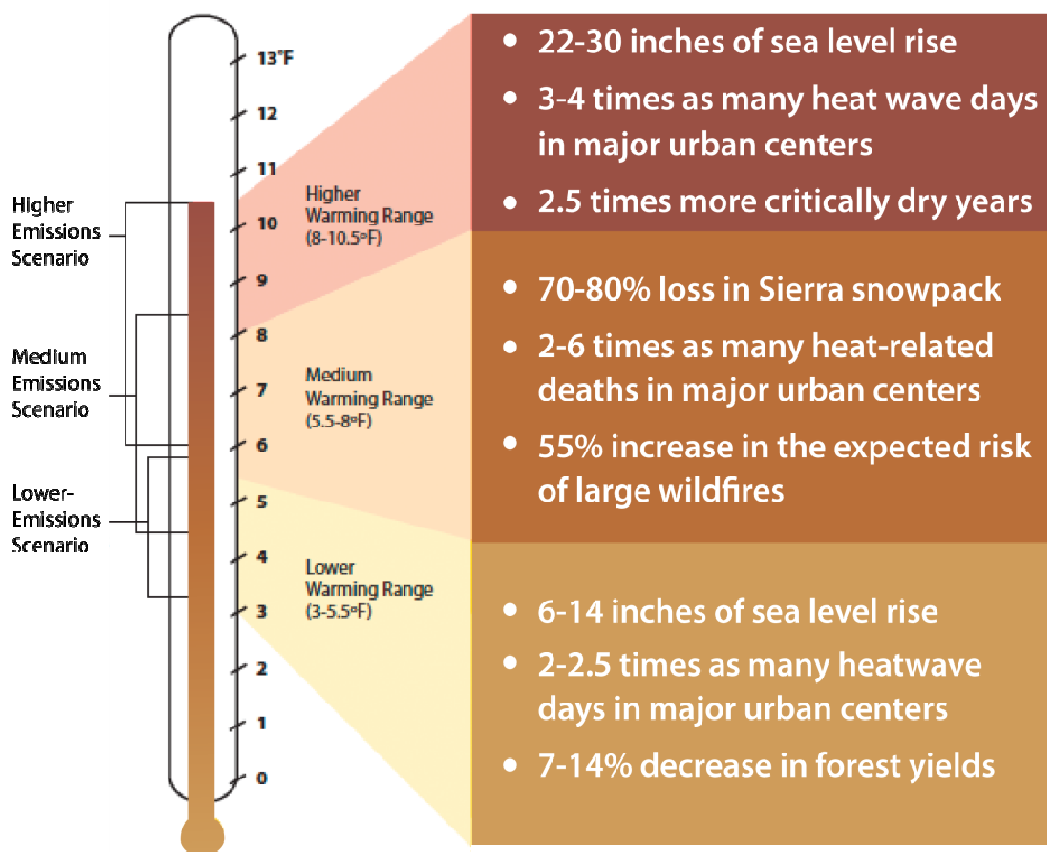 13°F
12
11
10
9
8
7
6
5
4
3
2
1
0
Higher
Emissions
Scenario
Medium
Emissions
Scenario
Lower-
Emissions
Scenario
Higher
Warming Range
(8-10.5ºF)
Medium
Warming Range
(5.5-8ºF)
Lower
Warming Range
(3-5.5ºF)
• 22-30 inches of sea level rise
• 3-4 times as many heat wave days
in major urban centers
• 2.5 times more critically dry years
• 70-80% loss in Sierra snowpack
• 2-6 times as many heat-related
deaths in major urban centers
• 55% increase in the expected risk
of large wildfires
• 6-14 inches of sea level rise
• 2-2.5 times as many heatwave
days in major urban centers
• 7-14% decrease in forest yields